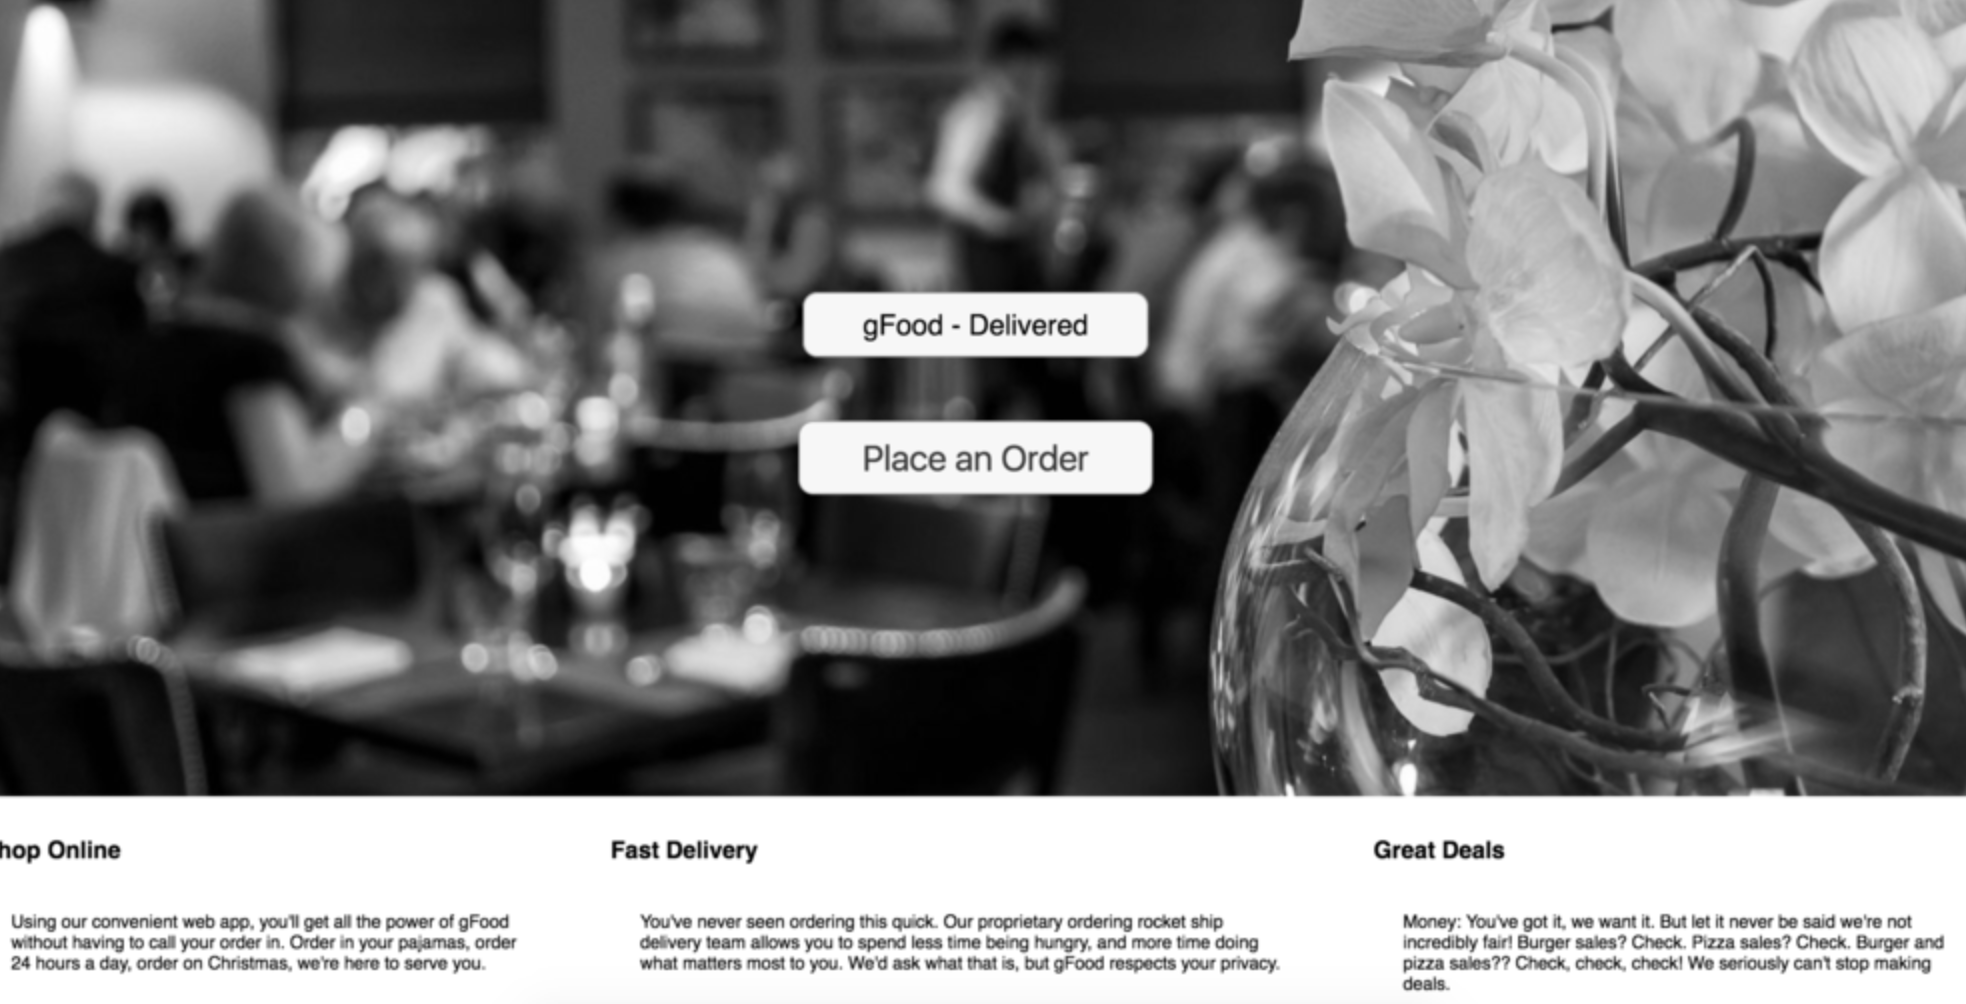 gFood - Delivered
Place an Order
hop Online
Using our convenient web app, you'll get all the power of gFood
without having to call your order in. Order in your pajamas, order
24 hours a day, order on Christmas, we're here to serve you.
Fast Delivery
You've never seen ordering this quick. Our proprietary ordering rocket ship
delivery team allows you to spend less time being hungry, and more time doing
what matters most to you. We'd ask what that is, but gFood respects your privacy.
Great Deals
Money: You've got it, we want it. But let it never be said we're not
incredibly fair! Burger sales? Check. Pizza sales? Check. Burger and
pizza sales?? Check, check, check! We seriously can't stop making
deals.